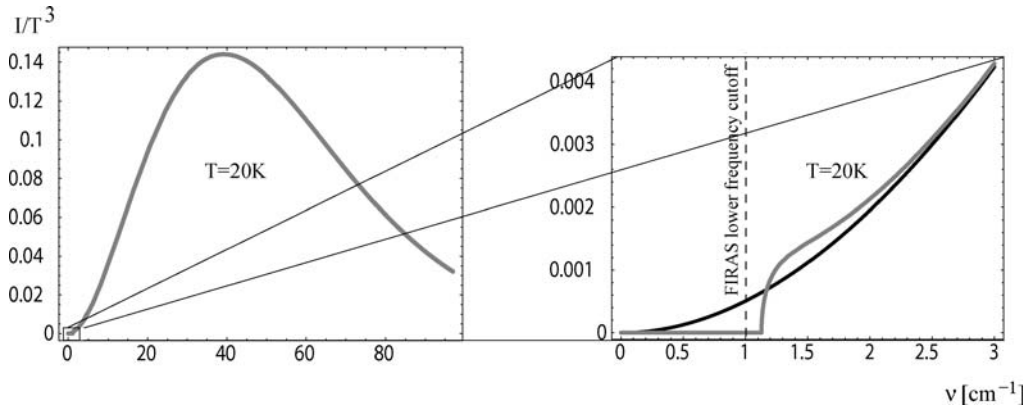 I/T³
0.14
0.12
0.1
0.08
0.06
0.04
0.02
0
T=20K
0 20 40 60 80
0.004
0.003
0.002
0.001
0
FIRAS lower frequency cutoff
T=20K
0 0.5 1 1.5 2 2.5 3
ν [cm⁻¹]